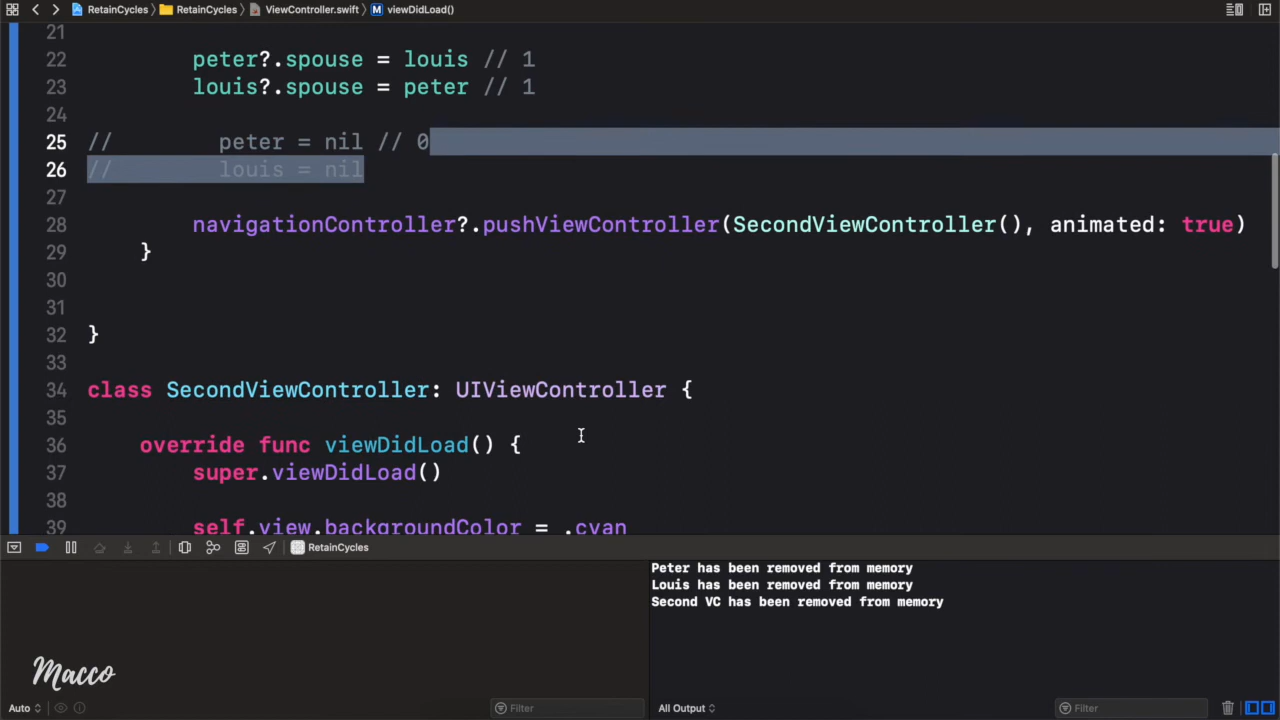 RetainCycles RetainCycles ViewController.swift M viewDidLoad()
21
22 peter?.spouse = louis // 1
23 louis?.spouse = peter // 1
24
25 // peter = nil // 0
26 // louis = nil
27
28 navigationController?.pushViewController(SecondViewController(), animated: true)
29 }
30
31
32 }
33
34 class SecondViewController: UIViewController {
35
36 override func viewDidLoad() {
37 super.viewDidLoad()
38
39 self.view.backgroundColor = .cyan
RetainCycles
Peter has been removed from memory
Louis has been removed from memory
Second VC has been removed from memory
Macco
Auto Filter All Output Filter